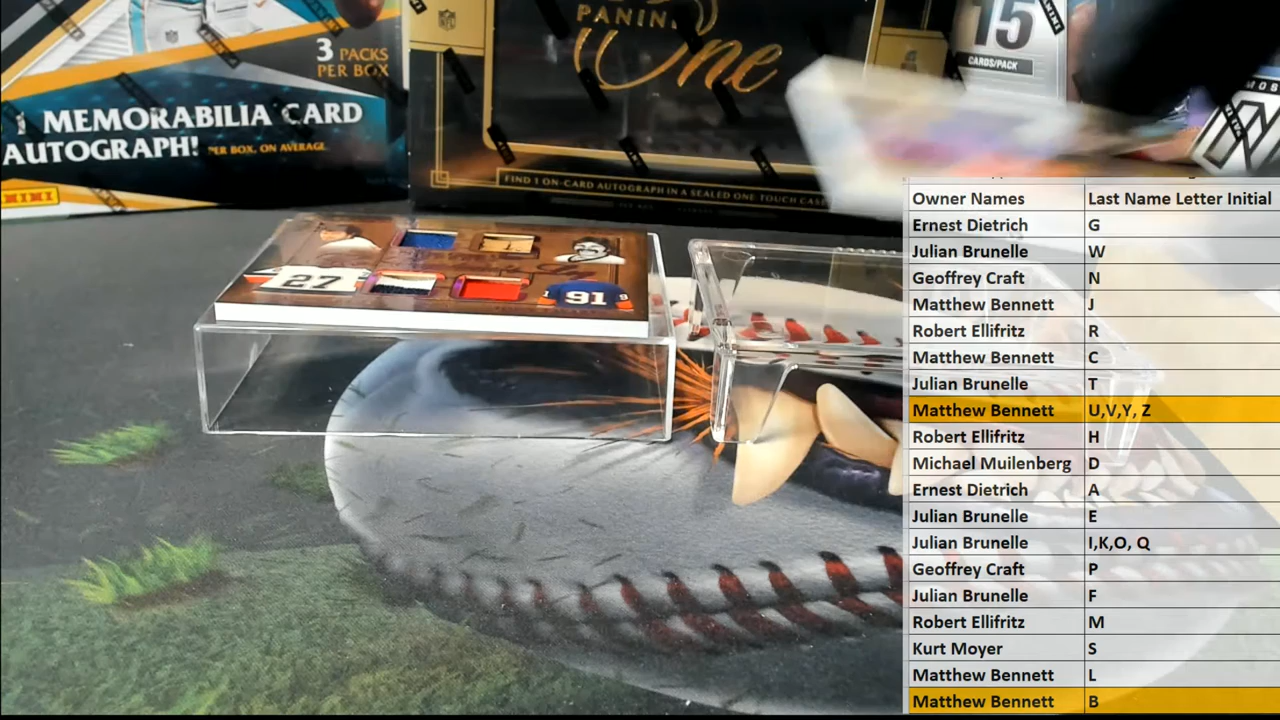 3 PACKS
PER BOX
1 MEMORABILIA CARD
AUTOGRAPH! PER BOX, ON AVERAGE
PANINI
PANINI
One
FIND 1 ON-CARD AUTOGRAPH IN A SEALED ONE TOUCH CASE
15
CARDS/PACK
27
91
Owner Names Last Name Letter Initial
Ernest Dietrich G
Julian Brunelle W
Geoffrey Craft N
Matthew Bennett J
Robert Ellifritz R
Matthew Bennett C
Julian Brunelle T
Matthew Bennett U,V,Y, Z
Robert Ellifritz H
Michael Muilenberg D
Ernest Dietrich A
Julian Brunelle E
Julian Brunelle I,K,O, Q
Geoffrey Craft P
Julian Brunelle F
Robert Ellifritz M
Kurt Moyer S
Matthew Bennett L
Matthew Bennett B